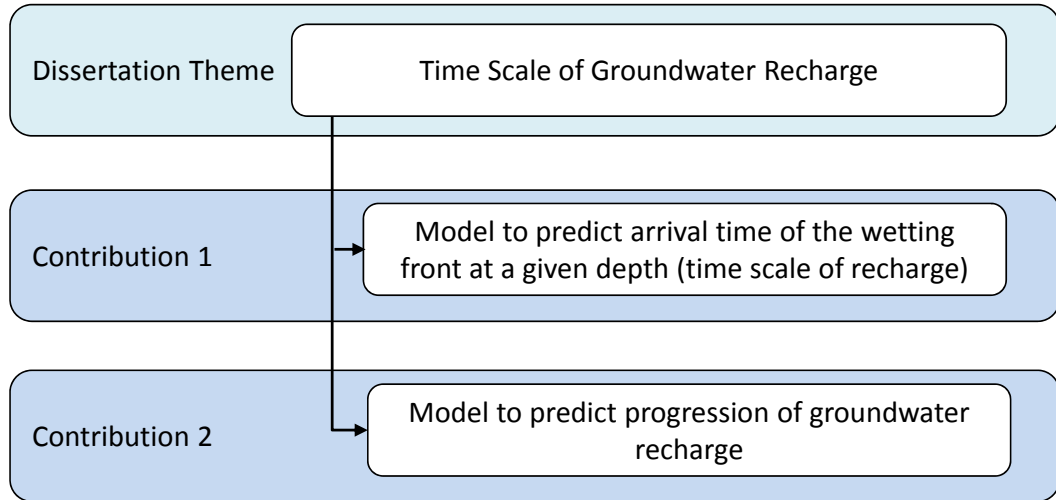 Dissertation Theme
Time Scale of Groundwater Recharge
Contribution 1
Model to predict arrival time of the wetting
front at a given depth (time scale of recharge)
Contribution 2
Model to predict progression of groundwater
recharge